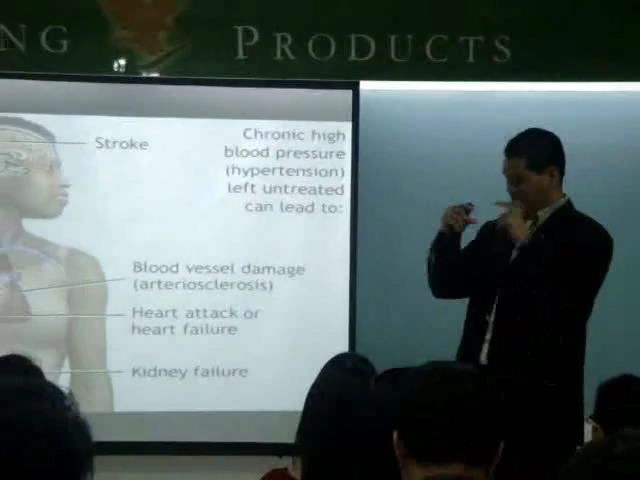 NG PRODUCTS
Stroke
Chronic high
blood pressure
(hypertension)
left untreated
can lead to:
Blood vessel damage
(arteriosclerosis)
Heart attack or
heart failure
Kidney failure